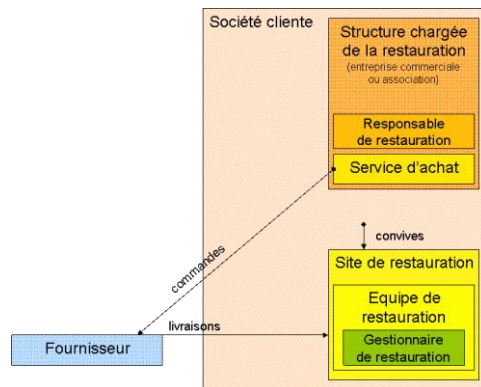 Société cliente
Structure chargée
de la restauration
(entreprise commerciale
ou association)
Responsable
de restauration
Service d'achat
commandes
convives
Site de restauration
Equipe de
restauration
Gestionnaire
de restauration
livraisons
Fournisseur